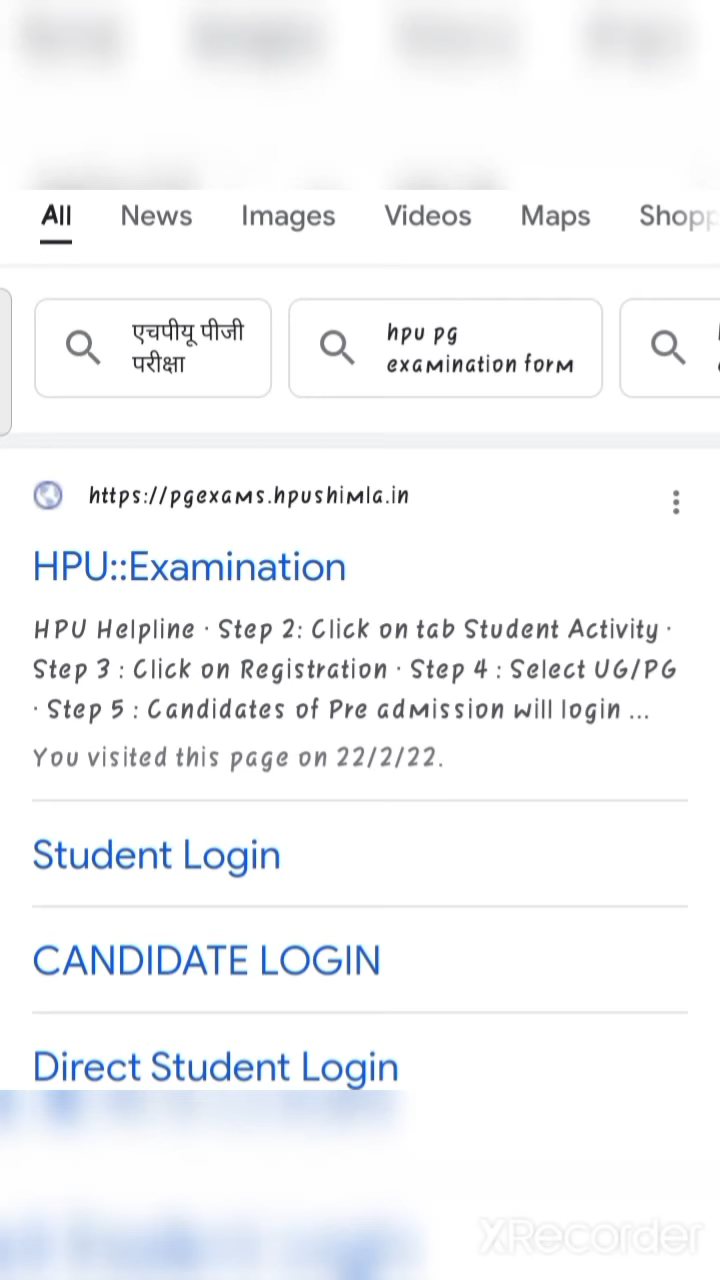 All News Images Videos Maps Shopp
एचपीयू पीजी
परीक्षा
hpu pg
examination form
https://pgexams.hpushimla.in
HPU::Examination
HPU Helpline · Step 2: Click on tab Student Activity ·
Step 3 : Click on Registration · Step 4 : Select UG/PG
· Step 5 : Candidates of Pre admission will login ...
You visited this page on 22/2/22.
Student Login
CANDIDATE LOGIN
Direct Student Login
XRecorder